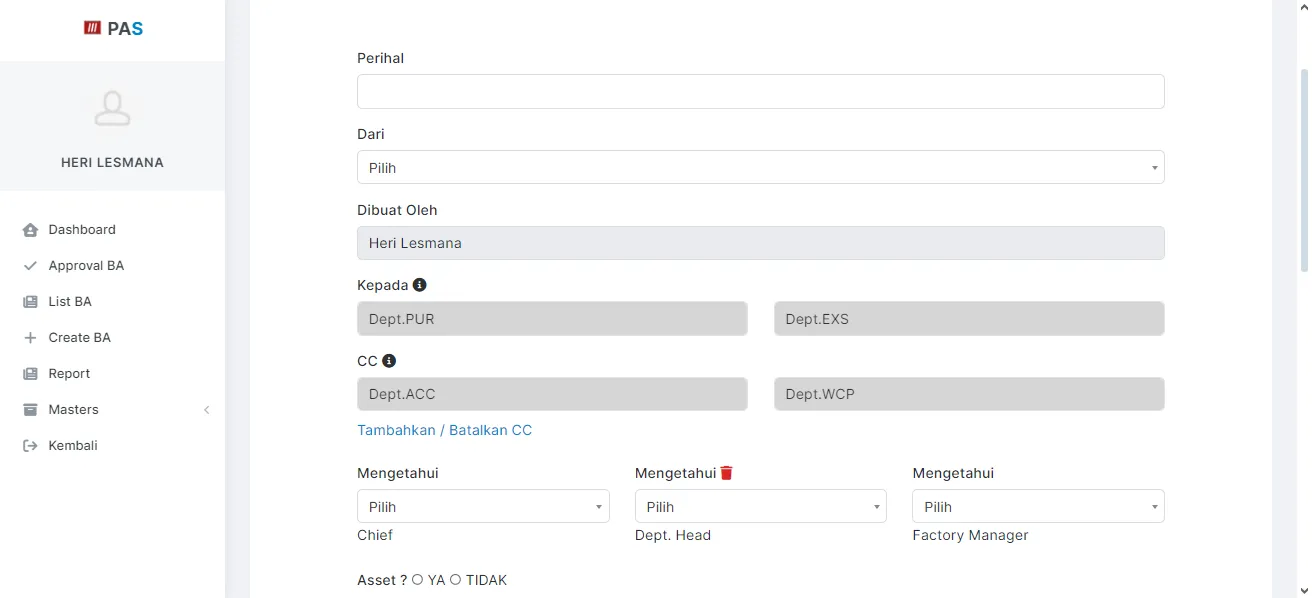 PAS
HERI LESMANA
Dashboard
Approval BA
List BA
Create BA
Report
Masters
Kembali
Perihal
Dari
Pilih
Dibuat Oleh
Heri Lesmana
Kepada
Dept.PUR Dept.EXS
CC
Dept.ACC Dept.WCP
Tambahkan / Batalkan CC
Mengetahui Mengetahui Mengetahui
Pilih Pilih Pilih
Chief Dept. Head Factory Manager
Asset ? YA TIDAK